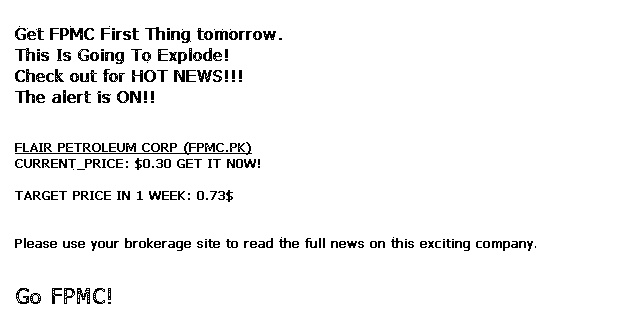 Get FPMC First Thing tomorrow.
This Is Going To Explode!
Check out for HOT NEWS!!!
The alert is ON!!
FLAIR PETROLEUM CORP (FPMC.PK)
CURRENT_PRICE: $0.30 GET IT NOW!
TARGET PRICE IN 1 WEEK: 0.73$
Please use your brokerage site to read the full news on this exciting company.
Go FPMC!